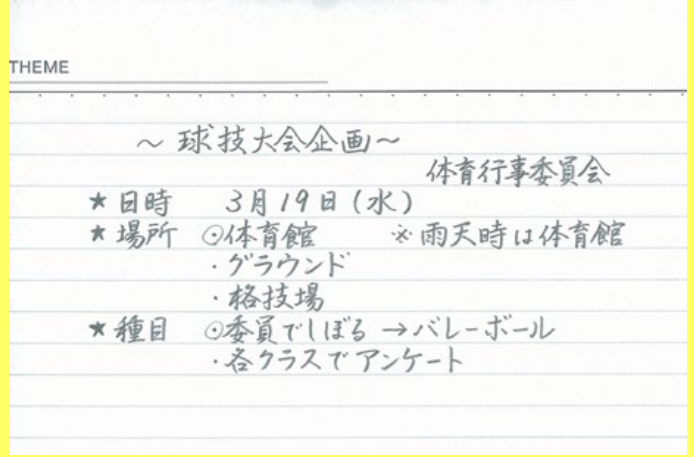 THEME
～球技大会企画～
体育行事委員会
★日時 3月19日(水)
★場所 ⊙体育館 ※雨天時は体育館
・グラウンド
・格技場
★種目 ⊙委員でしぼる→バレーボール
・各クラスでアンケート